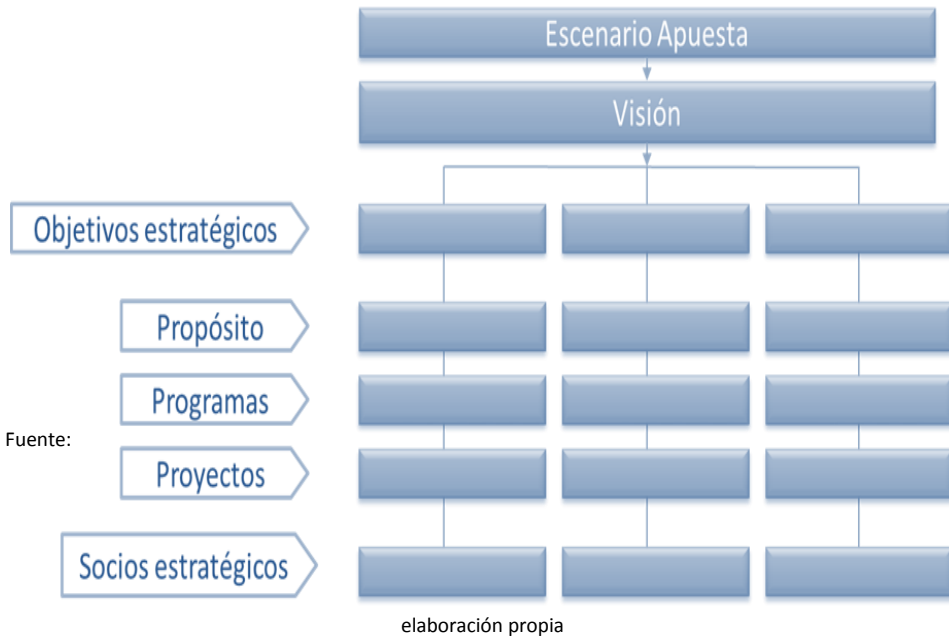 Escenario Apuesta
Visión
Objetivos estratégicos
Propósito
Programas
Fuente:
Proyectos
Socios estratégicos
elaboración propia